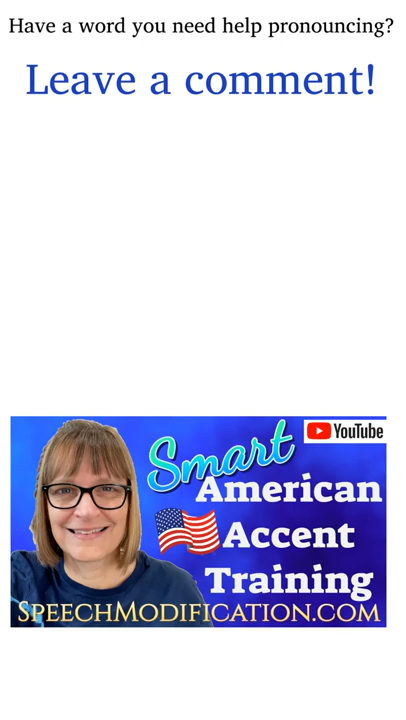 Have a word you need help pronouncing?
Leave a comment!
YouTube
Smart
American
Accent
Training
SpeechModification.com